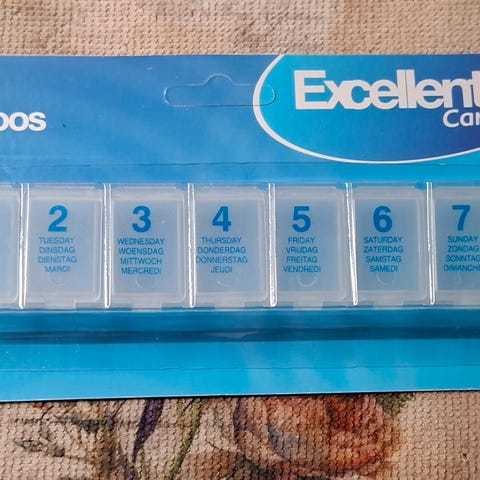 Excellent
Car
oos
2
TUESDAY
DINSDAG
DIENSTAG
MARDI
3
WEDNESDAY
WOENSDAG
MITTWOCH
MERCREDI
4
THURSDAY
DONDERDAG
DONNERSTAG
JEUDI
5
FRIDAY
VRIJDAG
FREITAG
VENDREDI
6
SATURDAY
ZATERDAG
SAMSTAG
SAMEDI
7
SUNDAY
ZONDAG
SONNTAG
DIMANCHE